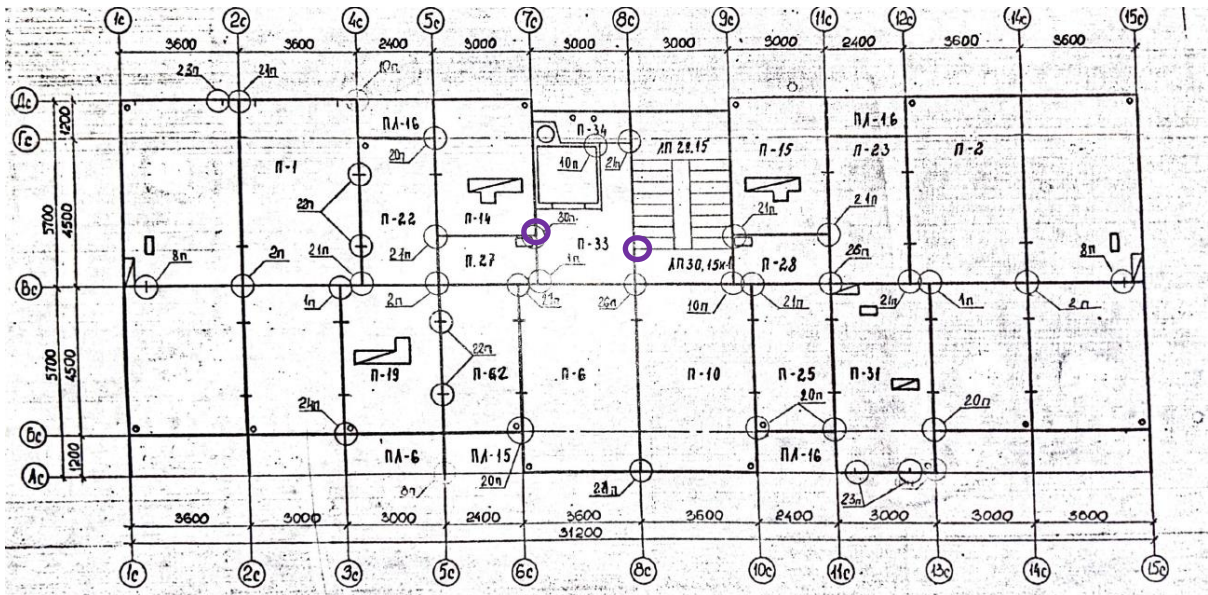 1с 2с 4с 5с 7с 8с 9с 11с 12с 14с 15с
3600 3600 2400 3000 3000 3000 3000 2400 3600 3600
23п 21п 10п
Дс
1200
ПЛ-16 П-34 ПЛ-16
Гс
20п 10п 21п ЛП 28.15 П-15 П-23 П-2
П-1
5700 4500
22п П-22 П-14 30п 21п 21п
21п 21п П.27 П-33 1п ЛП30.15к П-28 26п 8п
8п 2п
Вс
1п 2п 21п 26п 10п 21п 21п 1п 2п
22п
5700 4500
П-19 П-62 П-6 П-10 П-25 П-31
24п 20п 20п
Бс
1200
ПЛ-6 ПЛ-15 ПЛ-16
Ас
8п 20п 28п 23п
3600 3000 3000 2400 3600 3600 2400 3000 3000 3600
31200
1с 2с 3с 5с 6с 8с 10с 11с 13с 14с 15с